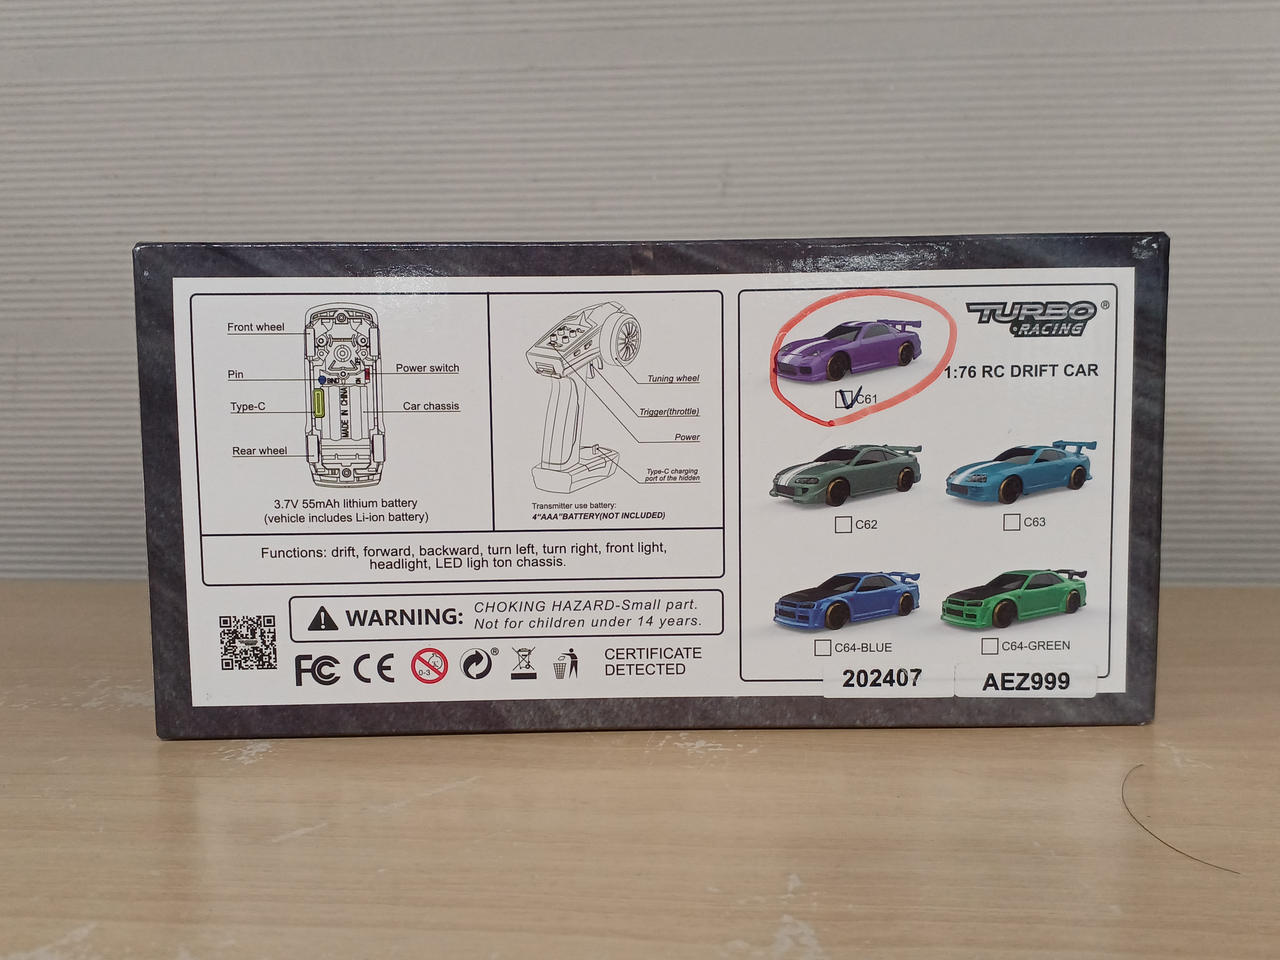 Front wheel
Pin
Type-C
Rear wheel
Power switch
Car chassis
BIND
MADE IN CHINA
3.7V 55mAh lithium battery
(vehicle includes Li-ion battery)
Tuning wheel
Trigger(throttle)
Power
Type-C charging
port of the hidden
Transmitter use battery:
4"AAA"BATTERY(NOT INCLUDED)
Functions: drift, forward, backward, turn left, turn right, front light,
headlight, LED ligh ton chassis.
WARNING:
CHOKING HAZARD-Small part.
Not for children under 14 years.
FC CE
0-3
®
CERTIFICATE
DETECTED
TURBO®
RACING
1:76 RC DRIFT CAR
C61
C62
C63
C64-BLUE
C64-GREEN
202407
AEZ999